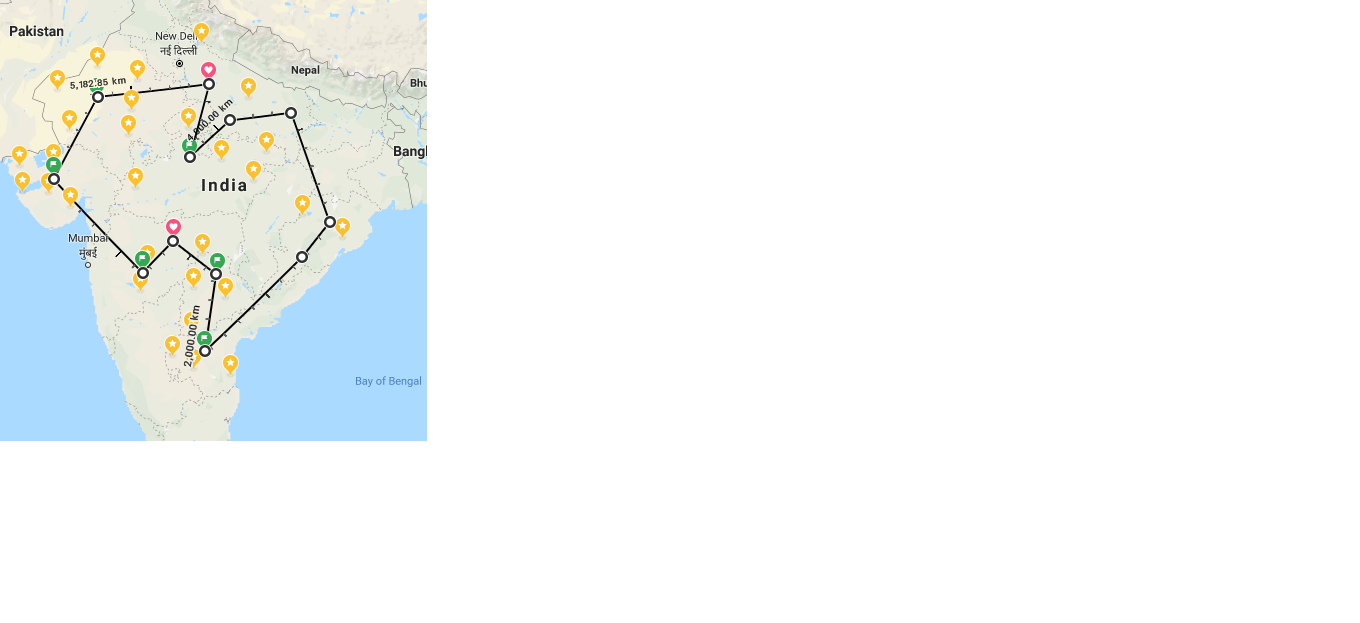 Pakistan
New Delhi
नई दिल्ली
Nepal
Bhu
5,182.85 km
4,000.00 km
Bangl
India
Mumbai
मुंबई
2,000.00 km
Bay of Bengal